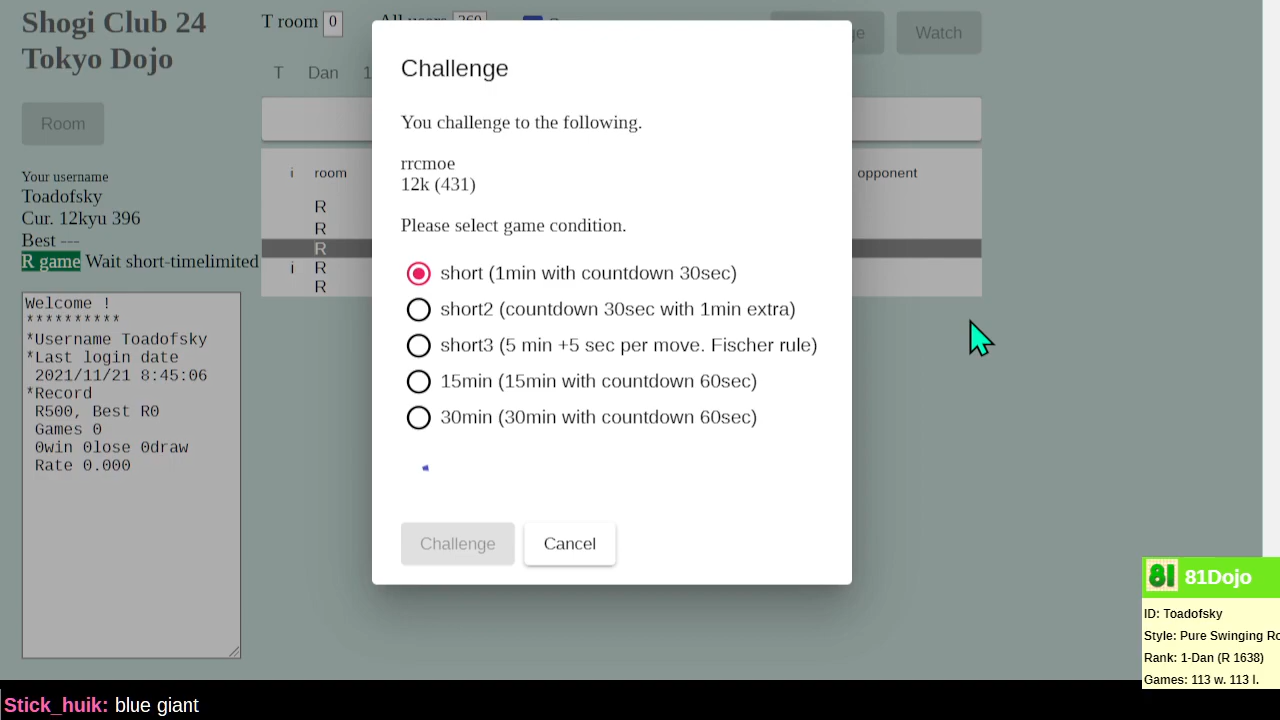 Shogi Club 24
Tokyo Dojo
Room
Your username
Toadofsky
Cur. 12kyu 396
Best ---
R game Wait short-timelimited
Welcome !
**********
*Username Toadofsky
*Last login date
2021/11/21 8:45:06
*Record
R500, Best R0
Games 0
0win 0lose 0draw
Rate 0.000
T room 0
T Dan 1
i room
R
R
R
i R
R
Watch
opponent
Challenge
You challenge to the following.
rrcmoe
12k (431)
Please select game condition.
short (1min with countdown 30sec)
short2 (countdown 30sec with 1min extra)
short3 (5 min +5 sec per move. Fischer rule)
15min (15min with countdown 60sec)
30min (30min with countdown 60sec)
Challenge Cancel
81 81Dojo
ID: Toadofsky
Style: Pure Swinging Ro
Rank: 1-Dan (R 1638)
Games: 113 w. 113 l.
Stick_huik: blue giant